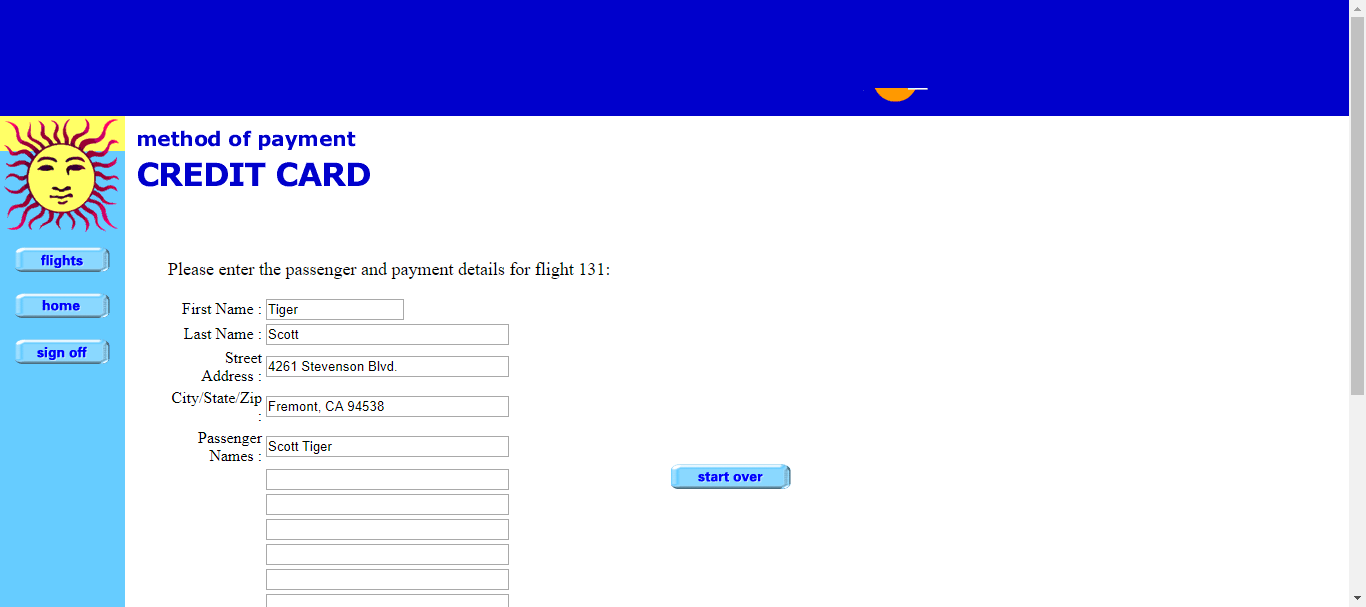 method of payment
CREDIT CARD
flights
home
sign off
Please enter the passenger and payment details for flight 131:
First Name : Tiger
Last Name : Scott
Street
Address : 4261 Stevenson Blvd.
City/State/Zip
: Fremont, CA 94538
Passenger
Names : Scott Tiger
start over